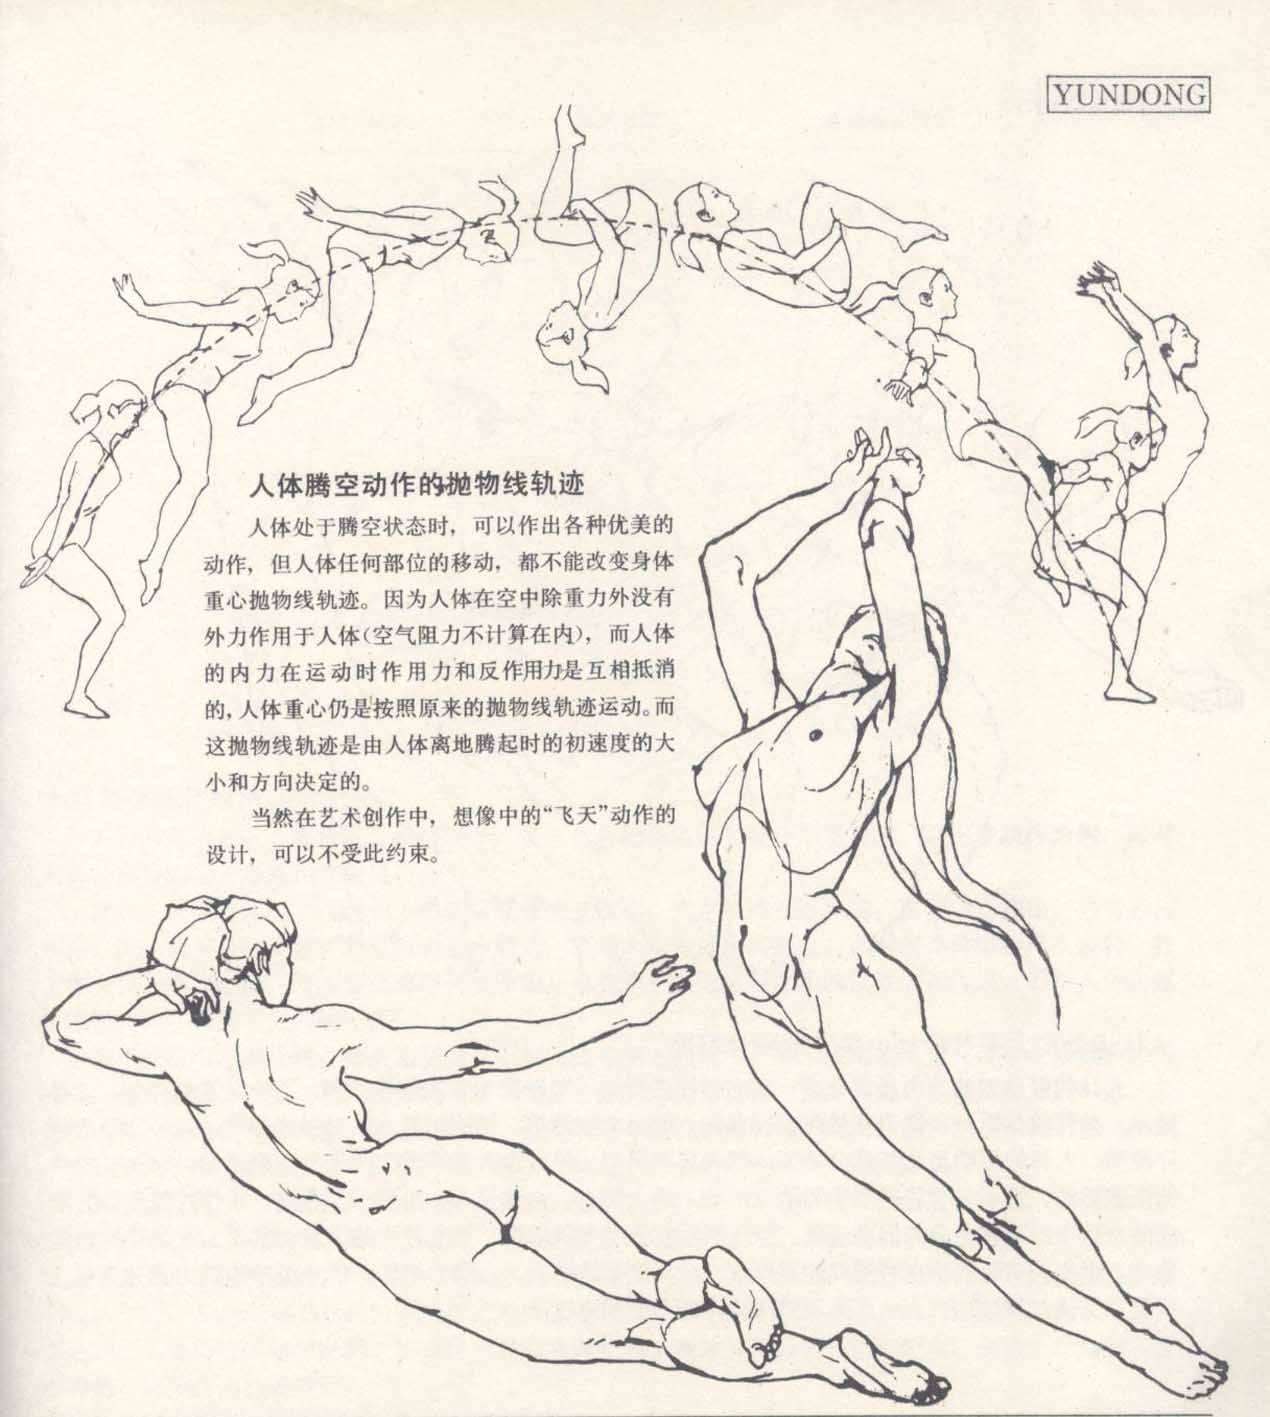 YUNDONG
人体腾空动作的抛物线轨迹
人体处于腾空状态时，可以作出各种优美的
动作，但人体任何部位的移动，都不能改变身体
重心抛物线轨迹。因为人体在空中除重力外没有
外力作用于人体(空气阻力不计算在内)，而人体
的内力在运动时作用力和反作用力是互相抵消
的,人体重心仍是按照原来的抛物线轨迹运动。而
这抛物线轨迹是由人体离地腾起时的初速度的大
小和方向决定的。
当然在艺术创作中，想像中的“飞天”动作的
设计，可以不受此约束。